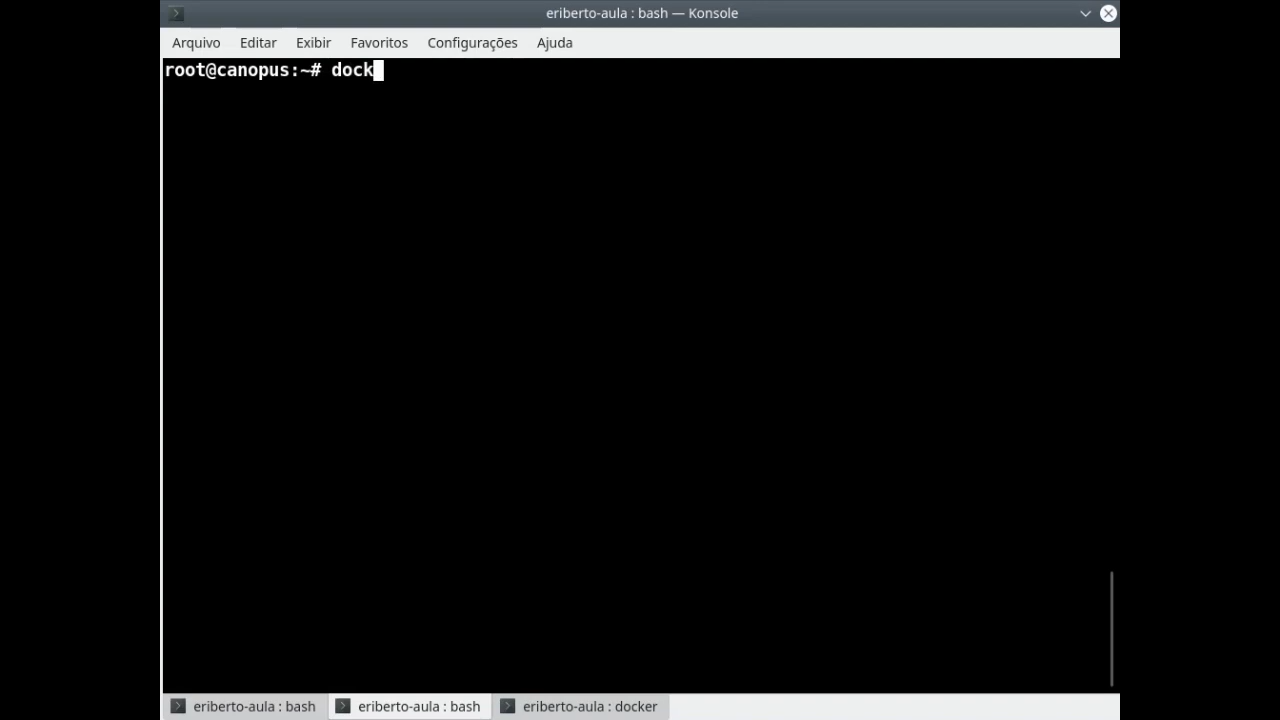 eriberto-aula : bash — Konsole
Arquivo Editar Exibir Favoritos Configurações Ajuda
root@canopus:~# dock
eriberto-aula : bash eriberto-aula : bash eriberto-aula : docker